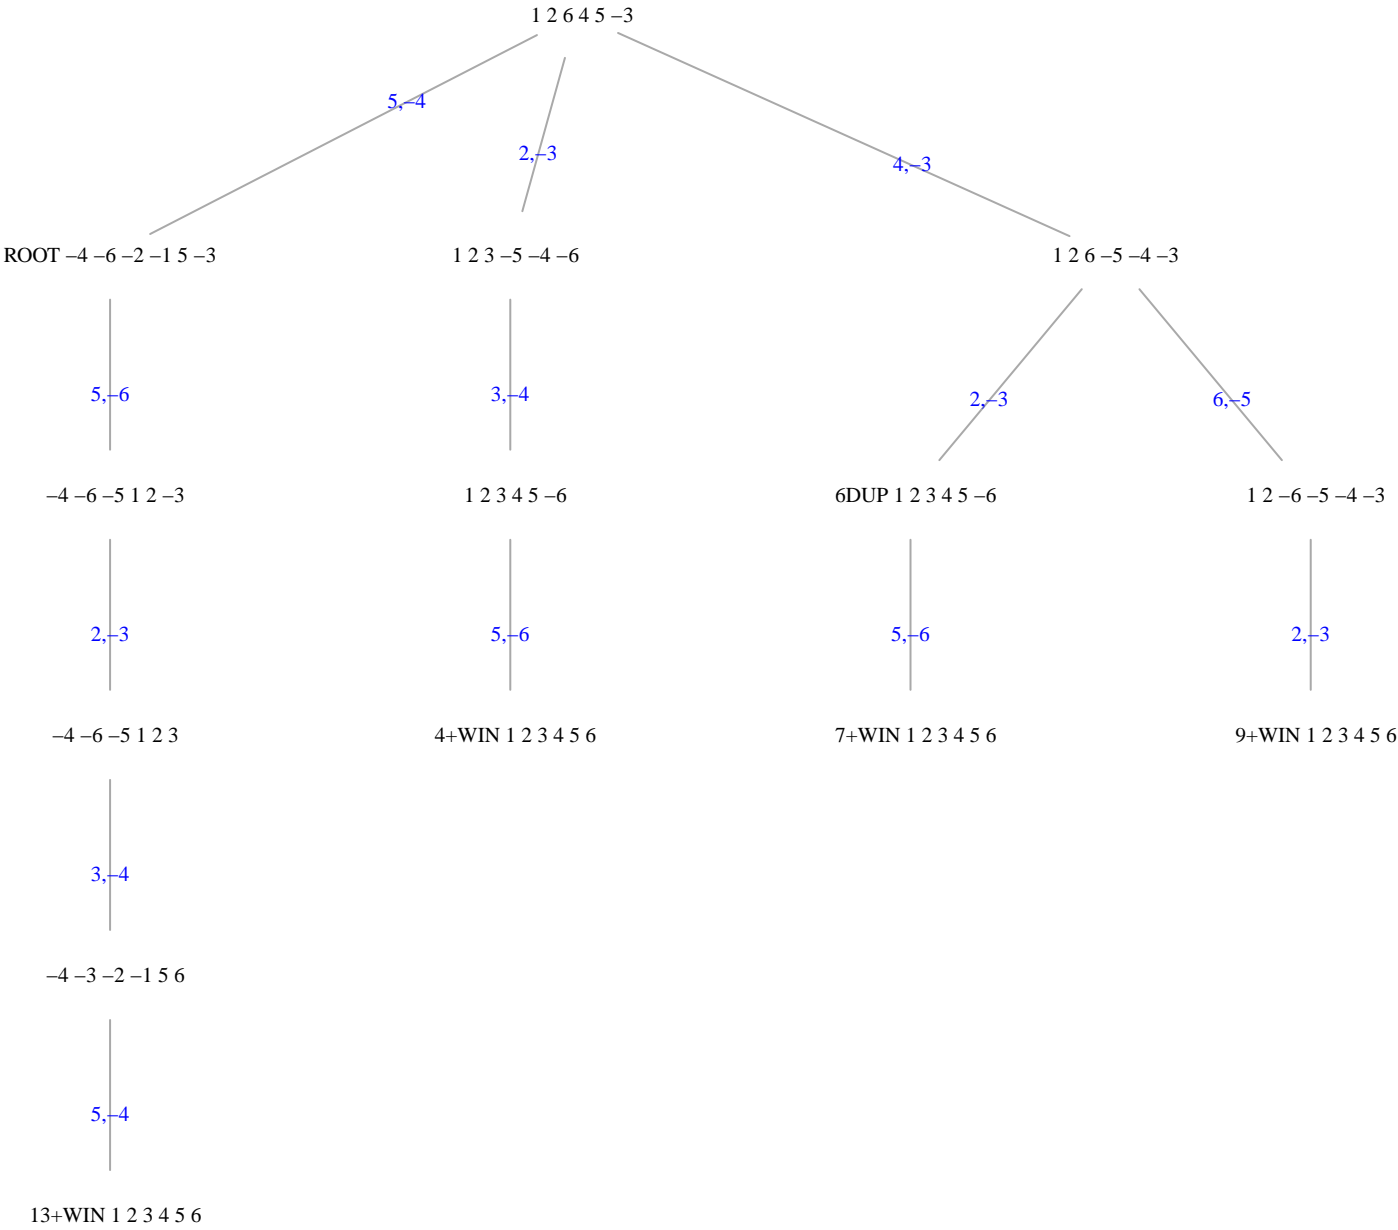 1 2 6 4 5 −3
5,−4
2,−3
4,−3
ROOT −4 −6 −2 −1 5 −3
1 2 3 −5 −4 −6
1 2 6 −5 −4 −3
5,−6
3,−4
2,−3
6,−5
−4 −6 −5 1 2 −3
1 2 3 4 5 −6
6DUP 1 2 3 4 5 −6
1 2 −6 −5 −4 −3
2,−3
5,−6
5,−6
2,−3
−4 −6 −5 1 2 3
4+WIN 1 2 3 4 5 6
7+WIN 1 2 3 4 5 6
9+WIN 1 2 3 4 5 6
3,−4
−4 −3 −2 −1 5 6
5,−4
13+WIN 1 2 3 4 5 6